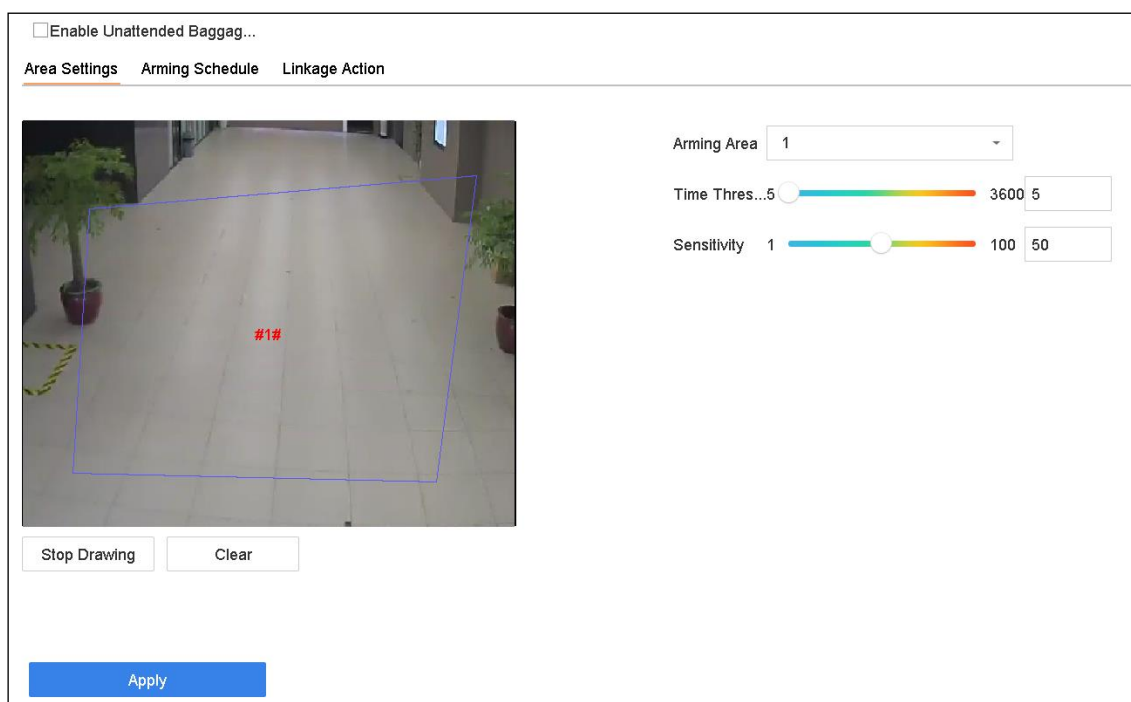 Enable Unattended Baggag...
Area Settings Arming Schedule Linkage Action
Arming Area 1
Time Thres...5 3600 5
Sensitivity 1 100 50
#1#
Stop Drawing Clear
Apply